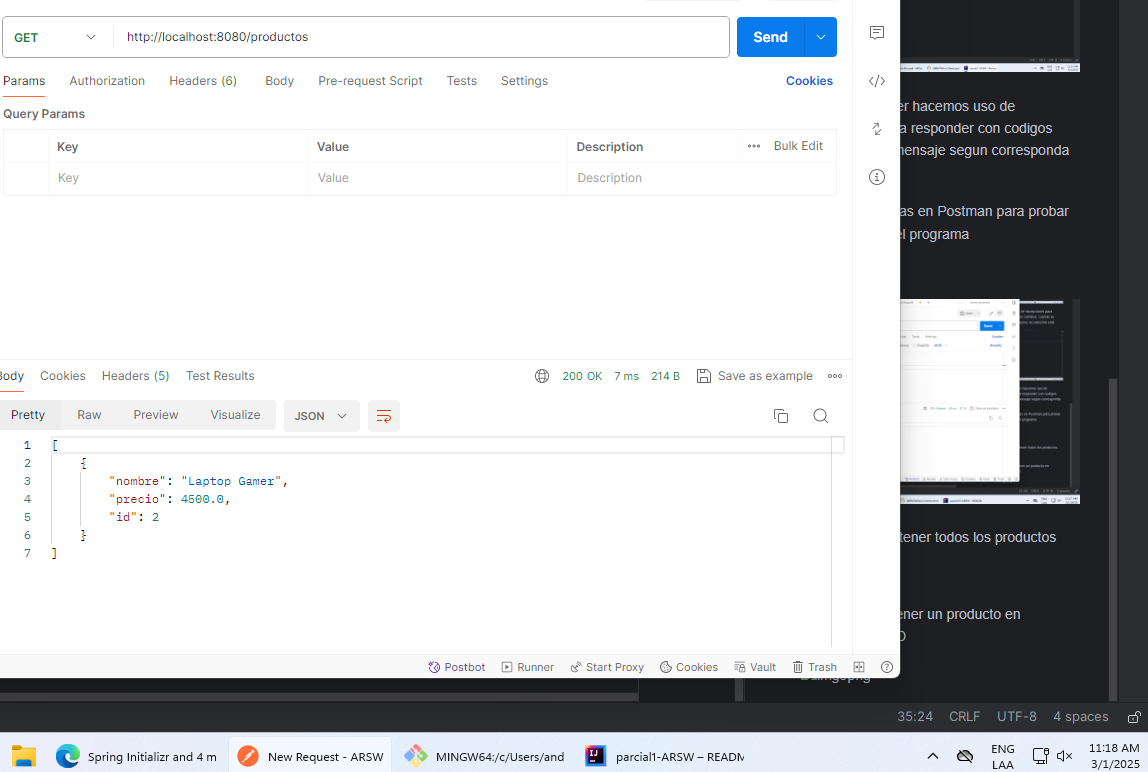 GET
http://localhost:8080/productos
Send
Params Authorization Headers (6) Body Pre-request Script Tests Settings Cookies
Query Params
Key Value Description ••• Bulk Edit
Key Value Description
Body Cookies Headers (5) Test Results 200 OK 7 ms 214 B Save as example •••
Pretty Raw Preview Visualize JSON
1 [
2 {
3 "nombre": "Laptop Gamer",
4 "precio": 4500.0,
5 "id": 2
6 }
7 ]
Postbot Runner Start Proxy Cookies Vault Trash
er hacemos uso de
a responder con codigos
mensaje segun corresponda
as en Postman para probar
el programa
tener todos los productos
ener un producto en
35:24 CRLF UTF-8 4 spaces
Spring Initializr and 4 m
New Request - ARSW
MINGW64:/c/Users/and
parcial1-ARSW – READM
ENG
LAA
11:18 AM
3/1/2025